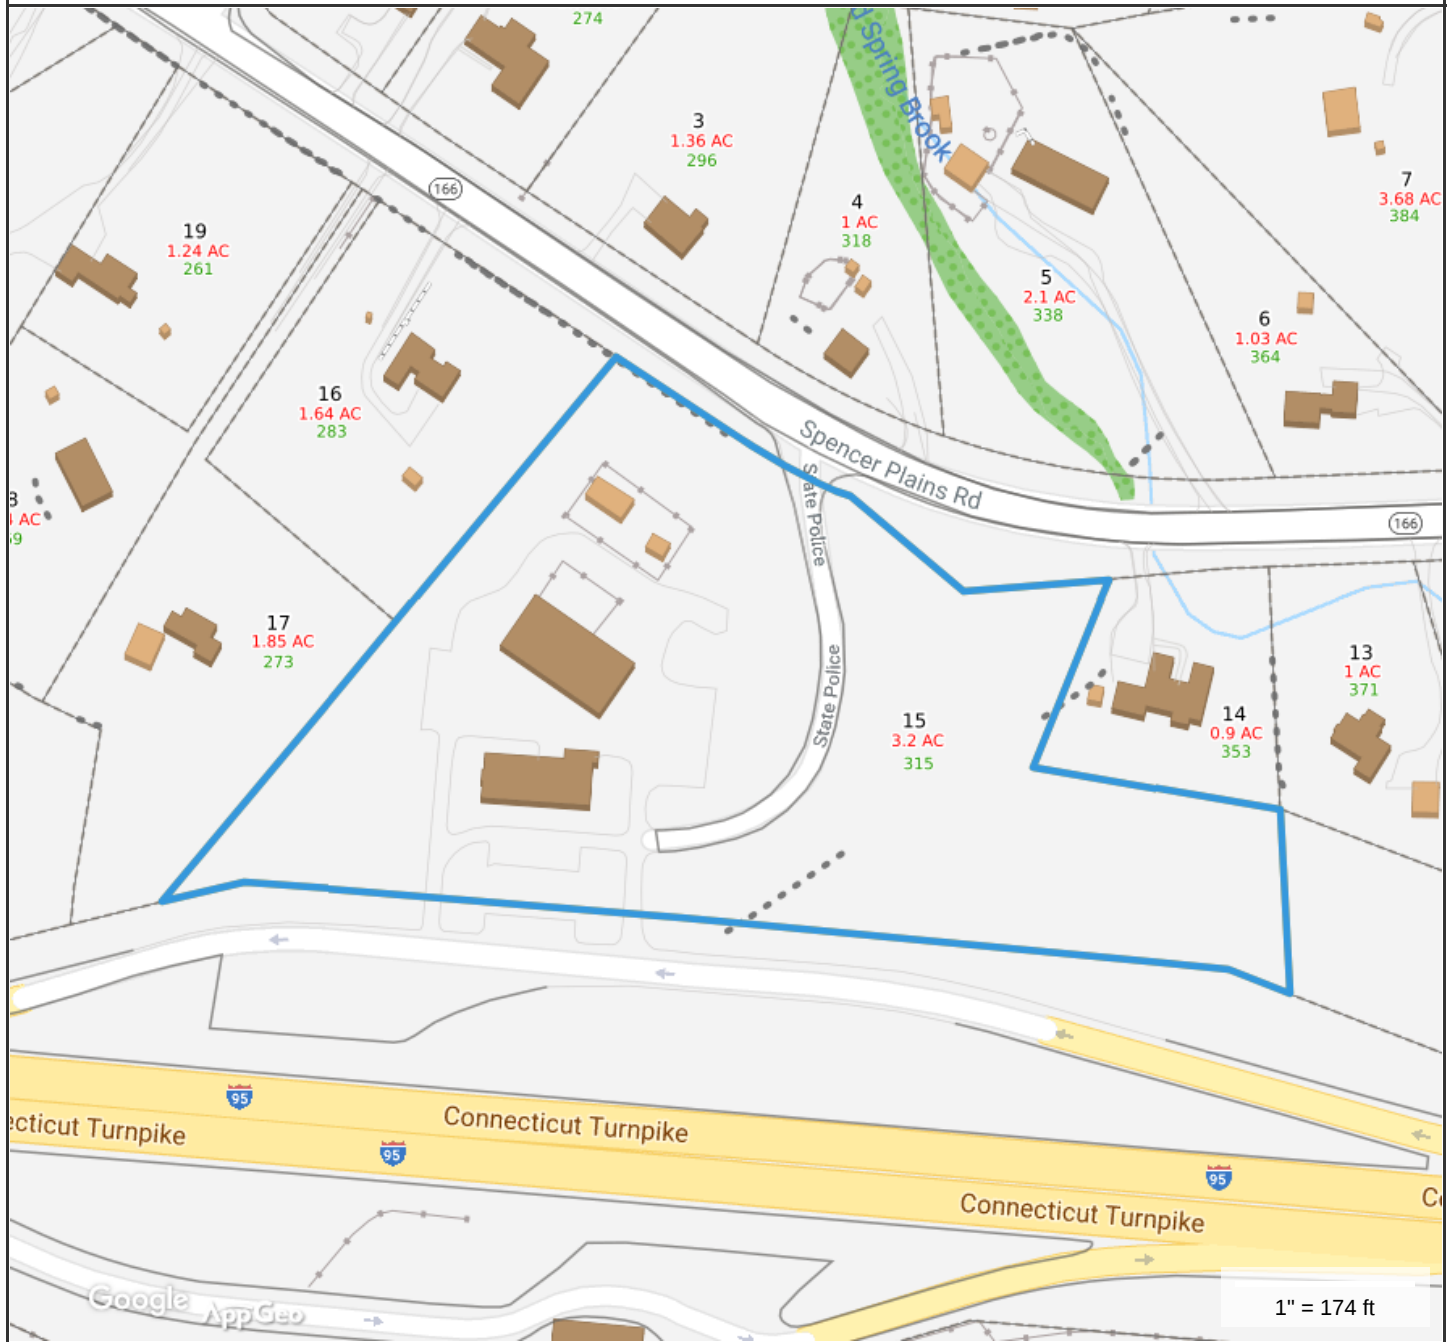 274
3
1.36 AC
296
d Spring Brook
4
1 AC
318
7
3.68 AC
384
166
19
1.24 AC
261
5
2.1 AC
338
6
1.03 AC
364
16
1.64 AC
283
Spencer Plains Rd
166
State Police
17
1.85 AC
273
State Police
15
3.2 AC
315
14
0.9 AC
353
13
1 AC
371
95
Connecticut Turnpike
ecticut Turnpike
95
95
Connecticut Turnpike
Google AppGeo
1" = 174 ft